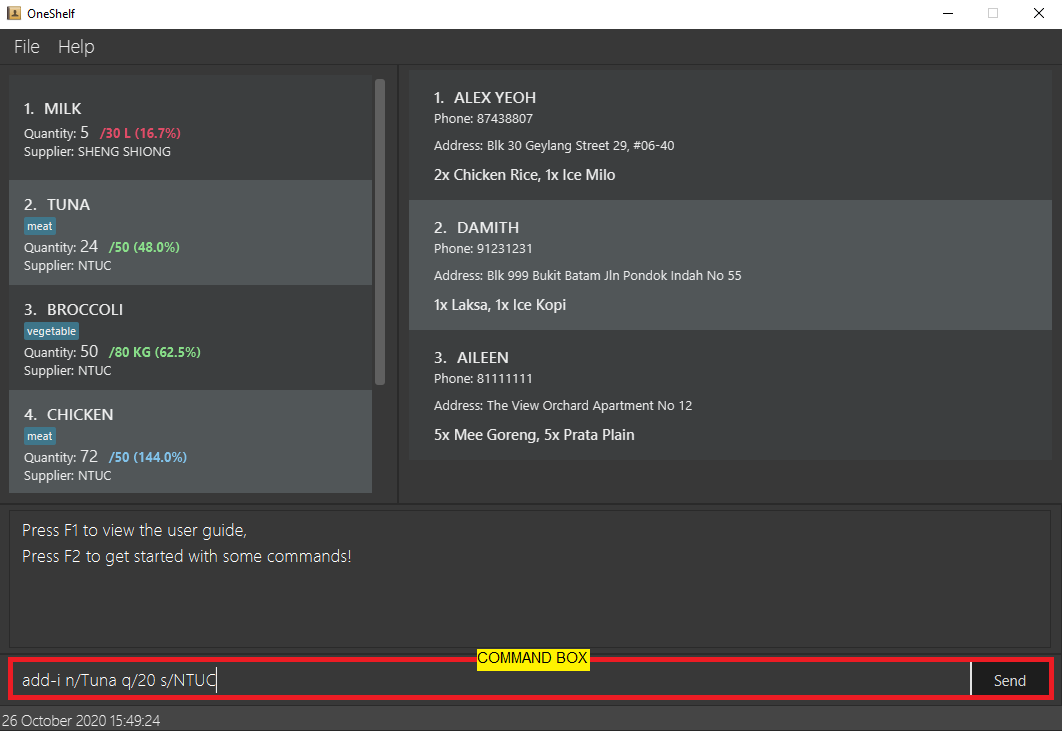 OneShelf
File Help
1. MILK
Quantity: 5 /30 L (16.7%)
Supplier: SHENG SHIONG
2. TUNA
meat
Quantity: 24 /50 (48.0%)
Supplier: NTUC
3. BROCCOLI
vegetable
Quantity: 50 /80 KG (62.5%)
Supplier: NTUC
4. CHICKEN
meat
Quantity: 72 /50 (144.0%)
Supplier: NTUC
1. ALEX YEOH
Phone: 87438807
Address: Blk 30 Geylang Street 29, #06-40
2x Chicken Rice, 1x Ice Milo
2. DAMITH
Phone: 91231231
Address: Blk 999 Bukit Batam Jln Pondok Indah No 55
1x Laksa, 1x Ice Kopi
3. AILEEN
Phone: 81111111
Address: The View Orchard Apartment No 12
5x Mee Goreng, 5x Prata Plain
Press F1 to view the user guide,
Press F2 to get started with some commands!
COMMAND BOX
add-i n/Tuna q/20 s/NTUC
Send
26 October 2020 15:49:24